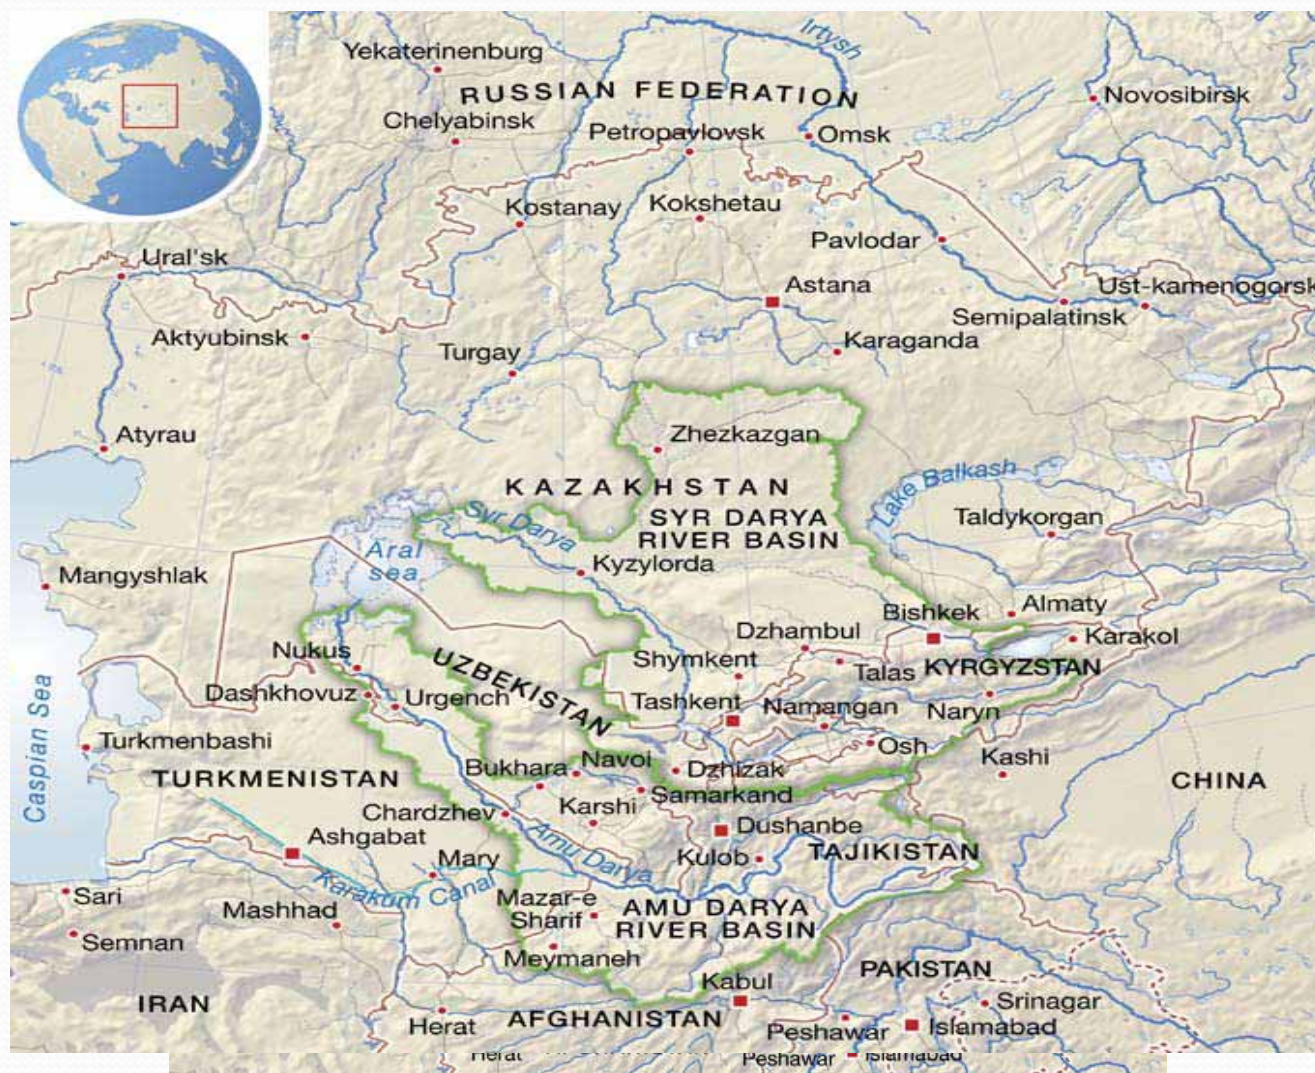 Irtysh
Yekaterinenburg
RUSSIAN FEDERATION
Novosibirsk
Chelyabinsk
Petropavlovsk
Omsk
Kostanay
Kokshetau
Pavlodar
Ural'sk
Astana
Ust-kamenogorsk
Semipalatinsk
Aktyubinsk
Karaganda
Turgay
Atyrau
Zhezkazgan
Lake Balkash
KAZAKHSTAN
Syr Darya
SYR DARYA
RIVER BASIN
Taldykorgan
Aral
sea
Kyzylorda
Mangyshlak
Almaty
Bishkek
Dzhambul
Karakol
Nukus
UZBEKISTAN
Shymkent
Talas
KYRGYZSTAN
Dashkhovuz
Urgench
Tashkent
Namangan
Naryn
Caspian Sea
Turkmenbashi
Osh
Kashi
Navoi
Bukhara
Dzhizak
TURKMENISTAN
CHINA
Samarkand
Karshi
Chardzhev
Dushanbe
Ashgabat
Amu Darya
Mary
Kulob
TAJIKISTAN
Karakum Canal
Sari
Mazar-e
Sharif
Mashhad
AMU DARYA
RIVER BASIN
Semnan
Meymaneh
PAKISTAN
Kabul
IRAN
Srinagar
Herat
AFGHANISTAN
Peshawar
Islamabad
Herat
Peshawar
Islamabad